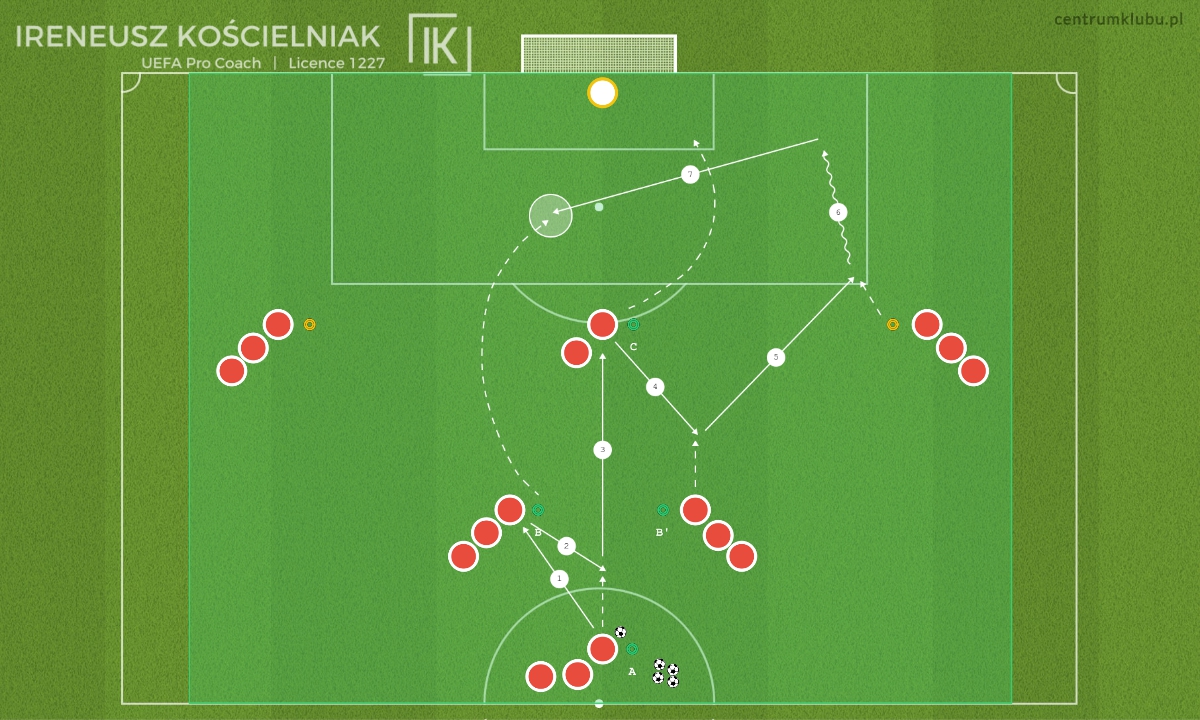 IRENEUSZ KOŚCIELNIAK
UEFA Pro Coach | Licence 1227
IK
centrumklubu.pl
7
6
C
5
4
3
B
B'
2
1
A